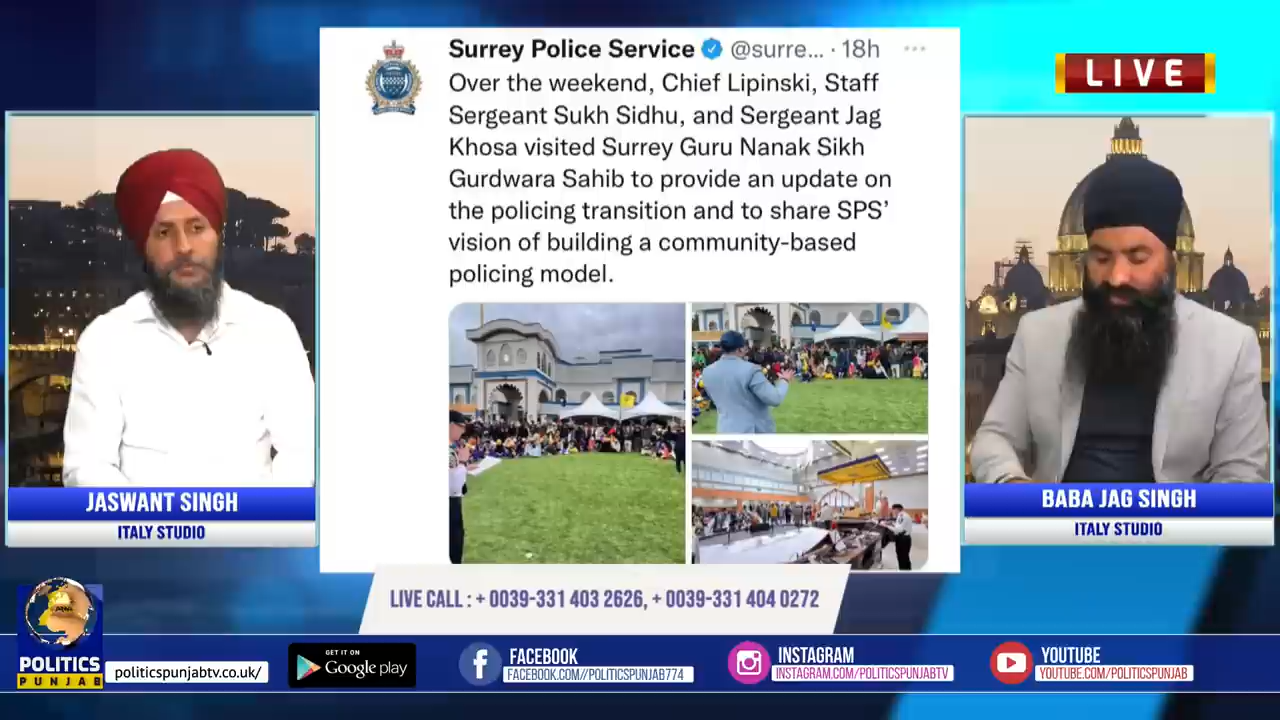 Surrey Police Service @surre... · 18h ...
Over the weekend, Chief Lipinski, Staff
Sergeant Sukh Sidhu, and Sergeant Jag
Khosa visited Surrey Guru Nanak Sikh
Gurdwara Sahib to provide an update on
the policing transition and to share SPS’
vision of building a community-based
policing model.
LIVE
JASWANT SINGH
ITALY STUDIO
BABA JAG SINGH
ITALY STUDIO
LIVE CALL : + 0039-331 403 2626, + 0039-331 404 0272
POLITICS
PUNJAB
politicspunjabtv.co.uk/
GET IT ON
Google play
FACEBOOK
FACEBOOK.COM//POLITICSPUNJAB774
INSTAGRAM
INSTAGRAM.COM/POLITICSPUNJABTV
YOUTUBE
YOUTUBE.COM/POLITICSPUNJAB